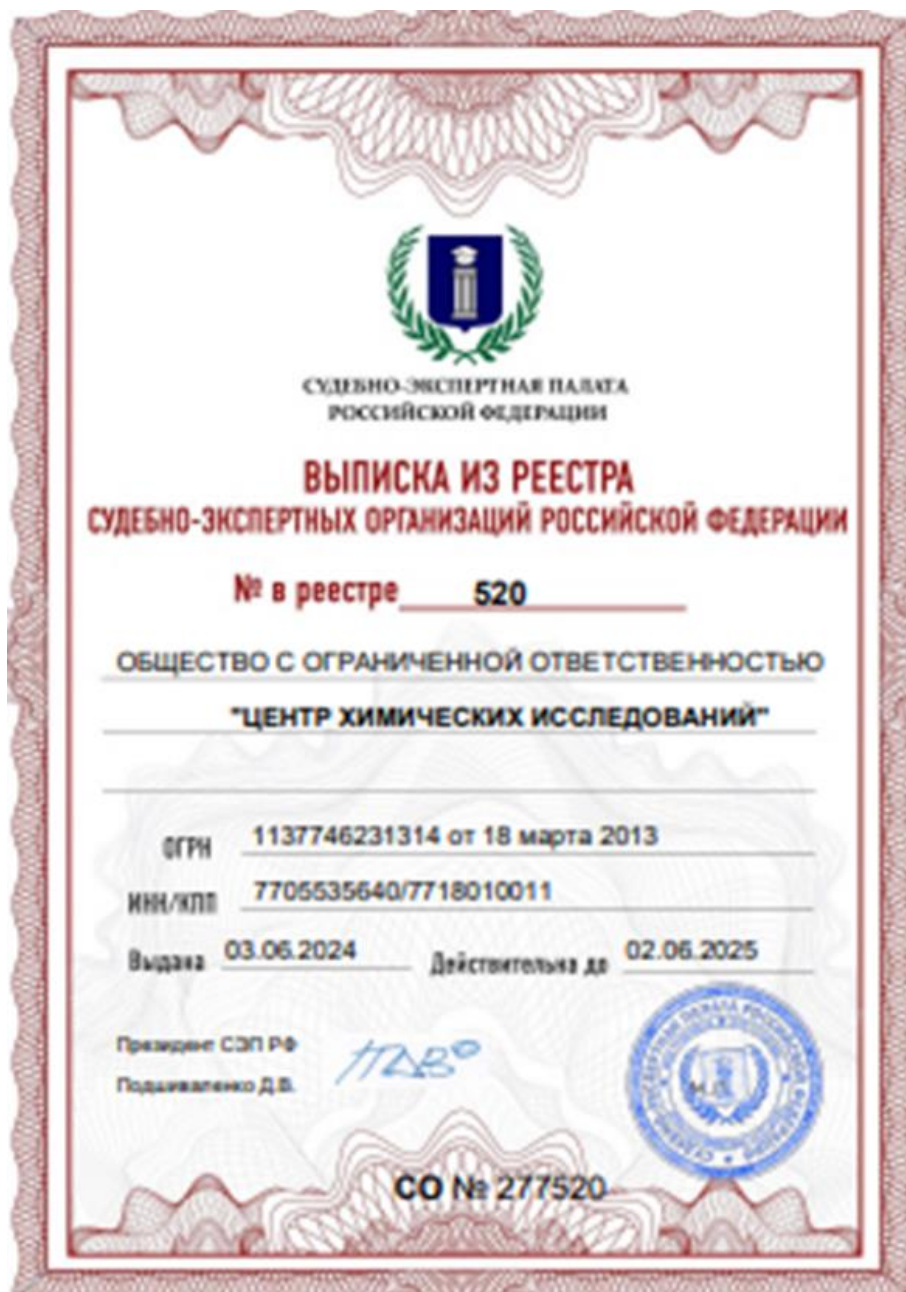 СУДЕБНО-ЭКСПЕРТНАЯ ПАЛАТА
РОССИЙСКОЙ ФЕДЕРАЦИИ
ВЫПИСКА ИЗ РЕЕСТРА
СУДЕБНО-ЭКСПЕРТНЫХ ОРГАНИЗАЦИЙ РОССИЙСКОЙ ФЕДЕРАЦИИ
№ в реестре 520
ОБЩЕСТВО С ОГРАНИЧЕННОЙ ОТВЕТСТВЕННОСТЬЮ
"ЦЕНТР ХИМИЧЕСКИХ ИССЛЕДОВАНИЙ"
ОГРН 1137746231314 от 18 марта 2013
ИНН/КПП 7705535640/7718010011
Выдана 03.06.2024 Действительна до 02.06.2025
Президент СЭП РФ
Подшиваленко Д.В.
М.П.
СО № 277520